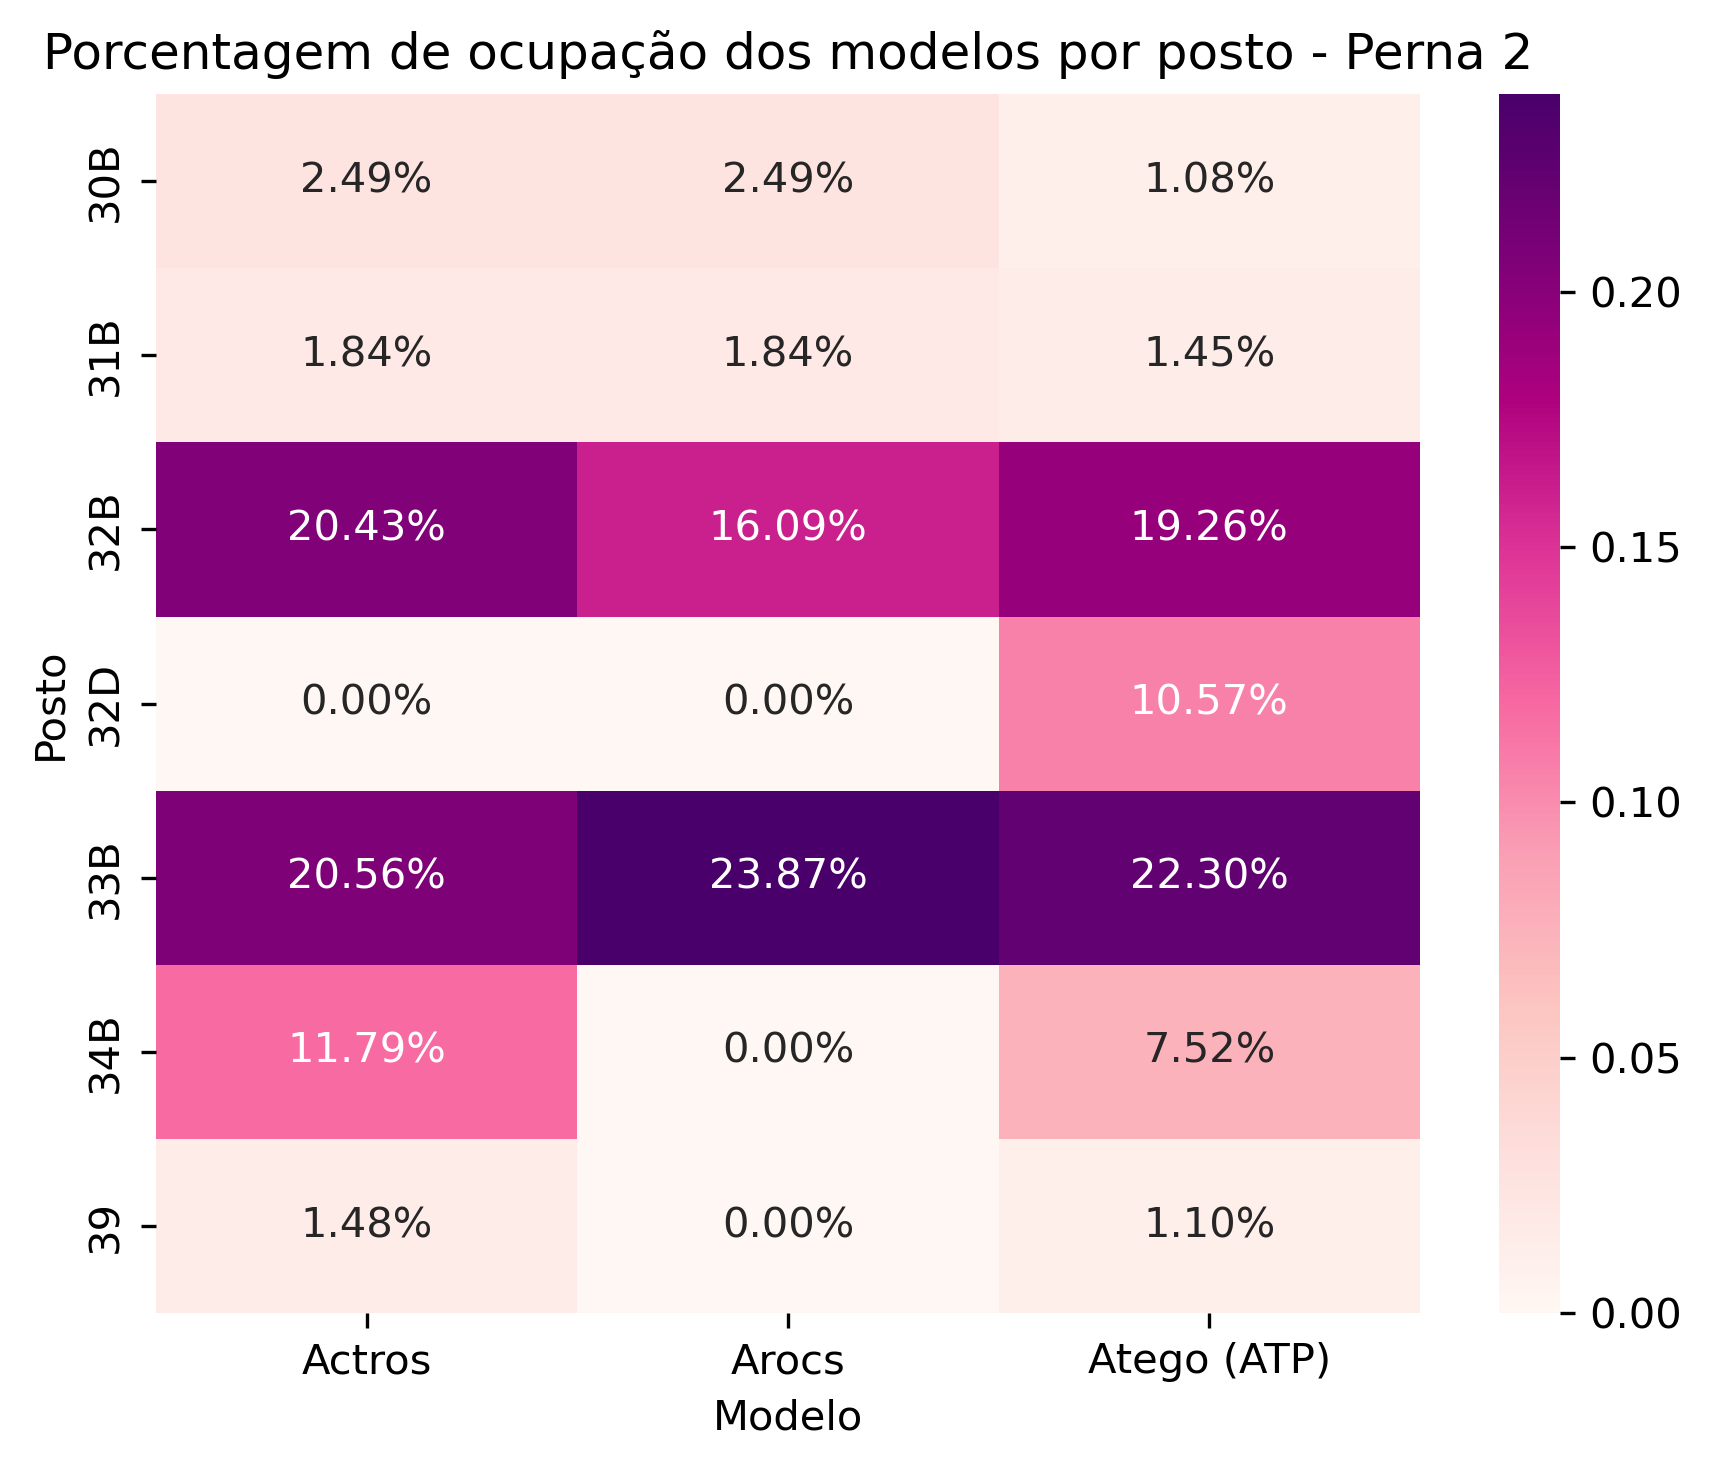 Porcentagem de ocupação dos modelos por posto - Perna 2
30B 2.49% 2.49% 1.08%
31B 1.84% 1.84% 1.45%
32B 20.43% 16.09% 19.26%
32D 0.00% 0.00% 10.57%
33B 20.56% 23.87% 22.30%
34B 11.79% 0.00% 7.52%
39 1.48% 0.00% 1.10%
Posto
Actros Arocs Atego (ATP)
Modelo
0.20
0.15
0.10
0.05
0.00